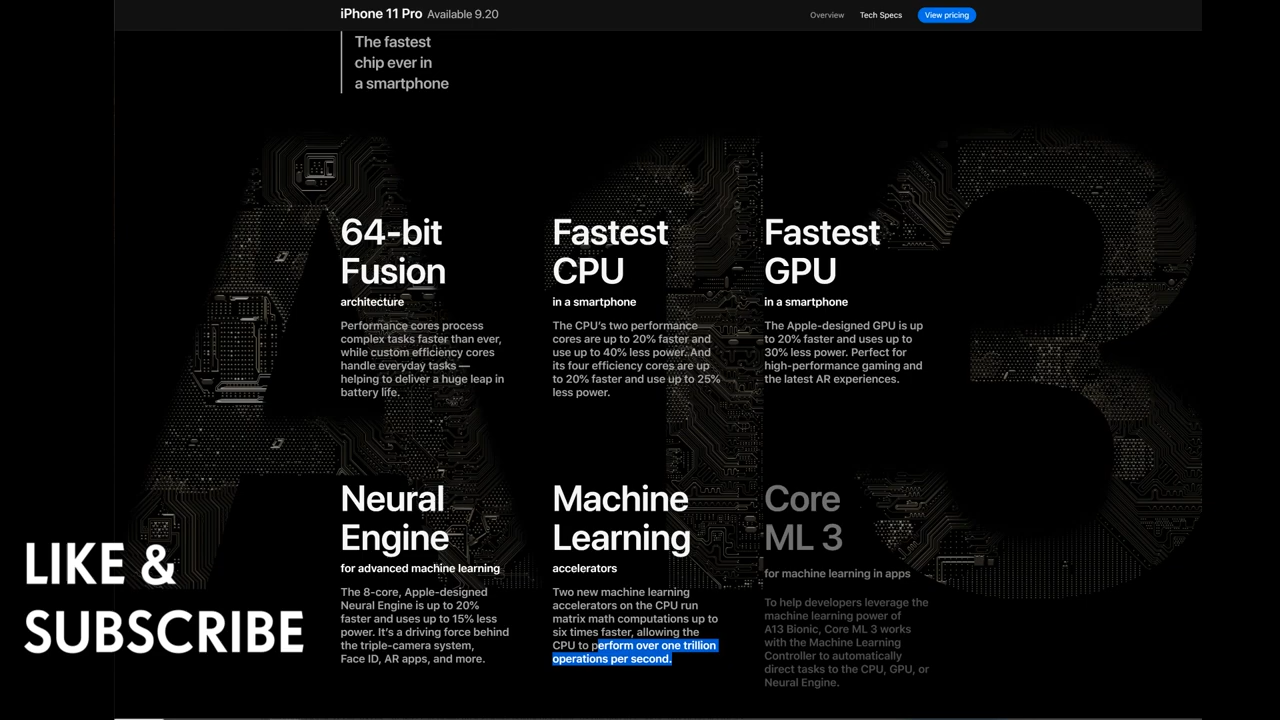 iPhone 11 Pro Available 9.20
Overview
Tech Specs
View pricing
The fastest
chip ever in
a smartphone
A13
64-bit
Fusion
architecture
Performance cores process
complex tasks faster than ever,
while custom efficiency cores
handle everyday tasks —
helping to deliver a huge leap in
battery life.
Fastest
CPU
in a smartphone
The CPU's two performance
cores are up to 20% faster and
use up to 40% less power. And
its four efficiency cores are up
to 20% faster and use up to 25%
less power.
Fastest
GPU
in a smartphone
The Apple-designed GPU is up
to 20% faster and uses up to
30% less power. Perfect for
high-performance gaming and
the latest AR experiences.
Neural
Engine
for advanced machine learning
The 8-core, Apple-designed
Neural Engine is up to 20%
faster and uses up to 15% less
power. It's a driving force behind
the triple-camera system,
Face ID, AR apps, and more.
Machine
Learning
accelerators
Two new machine learning
accelerators on the CPU run
matrix math computations up to
six times faster, allowing the
CPU to perform over one trillion
operations per second.
Core
ML 3
for machine learning in apps
To help developers leverage the
machine learning power of
A13 Bionic, Core ML 3 works
with the Machine Learning
Controller to automatically
direct tasks to the CPU, GPU, or
Neural Engine.
LIKE &
SUBSCRIBE